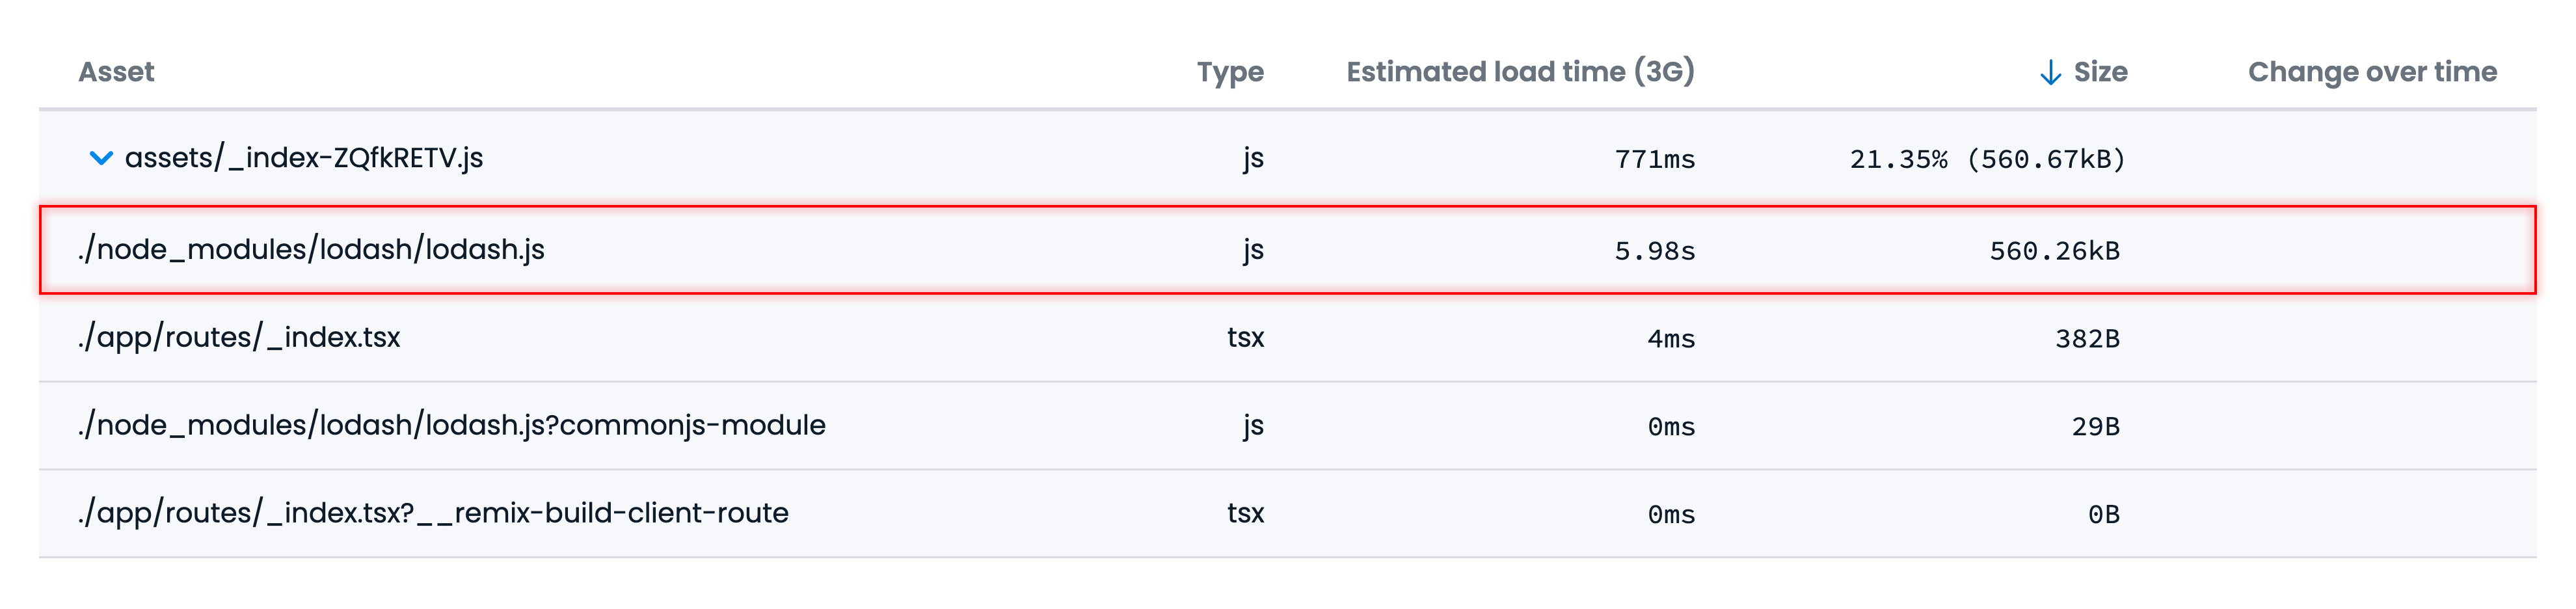 Asset Type Estimated load time (3G) ↓ Size Change over time
assets/_index-ZQfkRETV.js js 771ms 21.35% (560.67kB)
./node_modules/lodash/lodash.js js 5.98s 560.26kB
./app/routes/_index.tsx tsx 4ms 382B
./node_modules/lodash/lodash.js?commonjs-module js 0ms 29B
./app/routes/_index.tsx?__remix-build-client-route tsx 0ms 0B